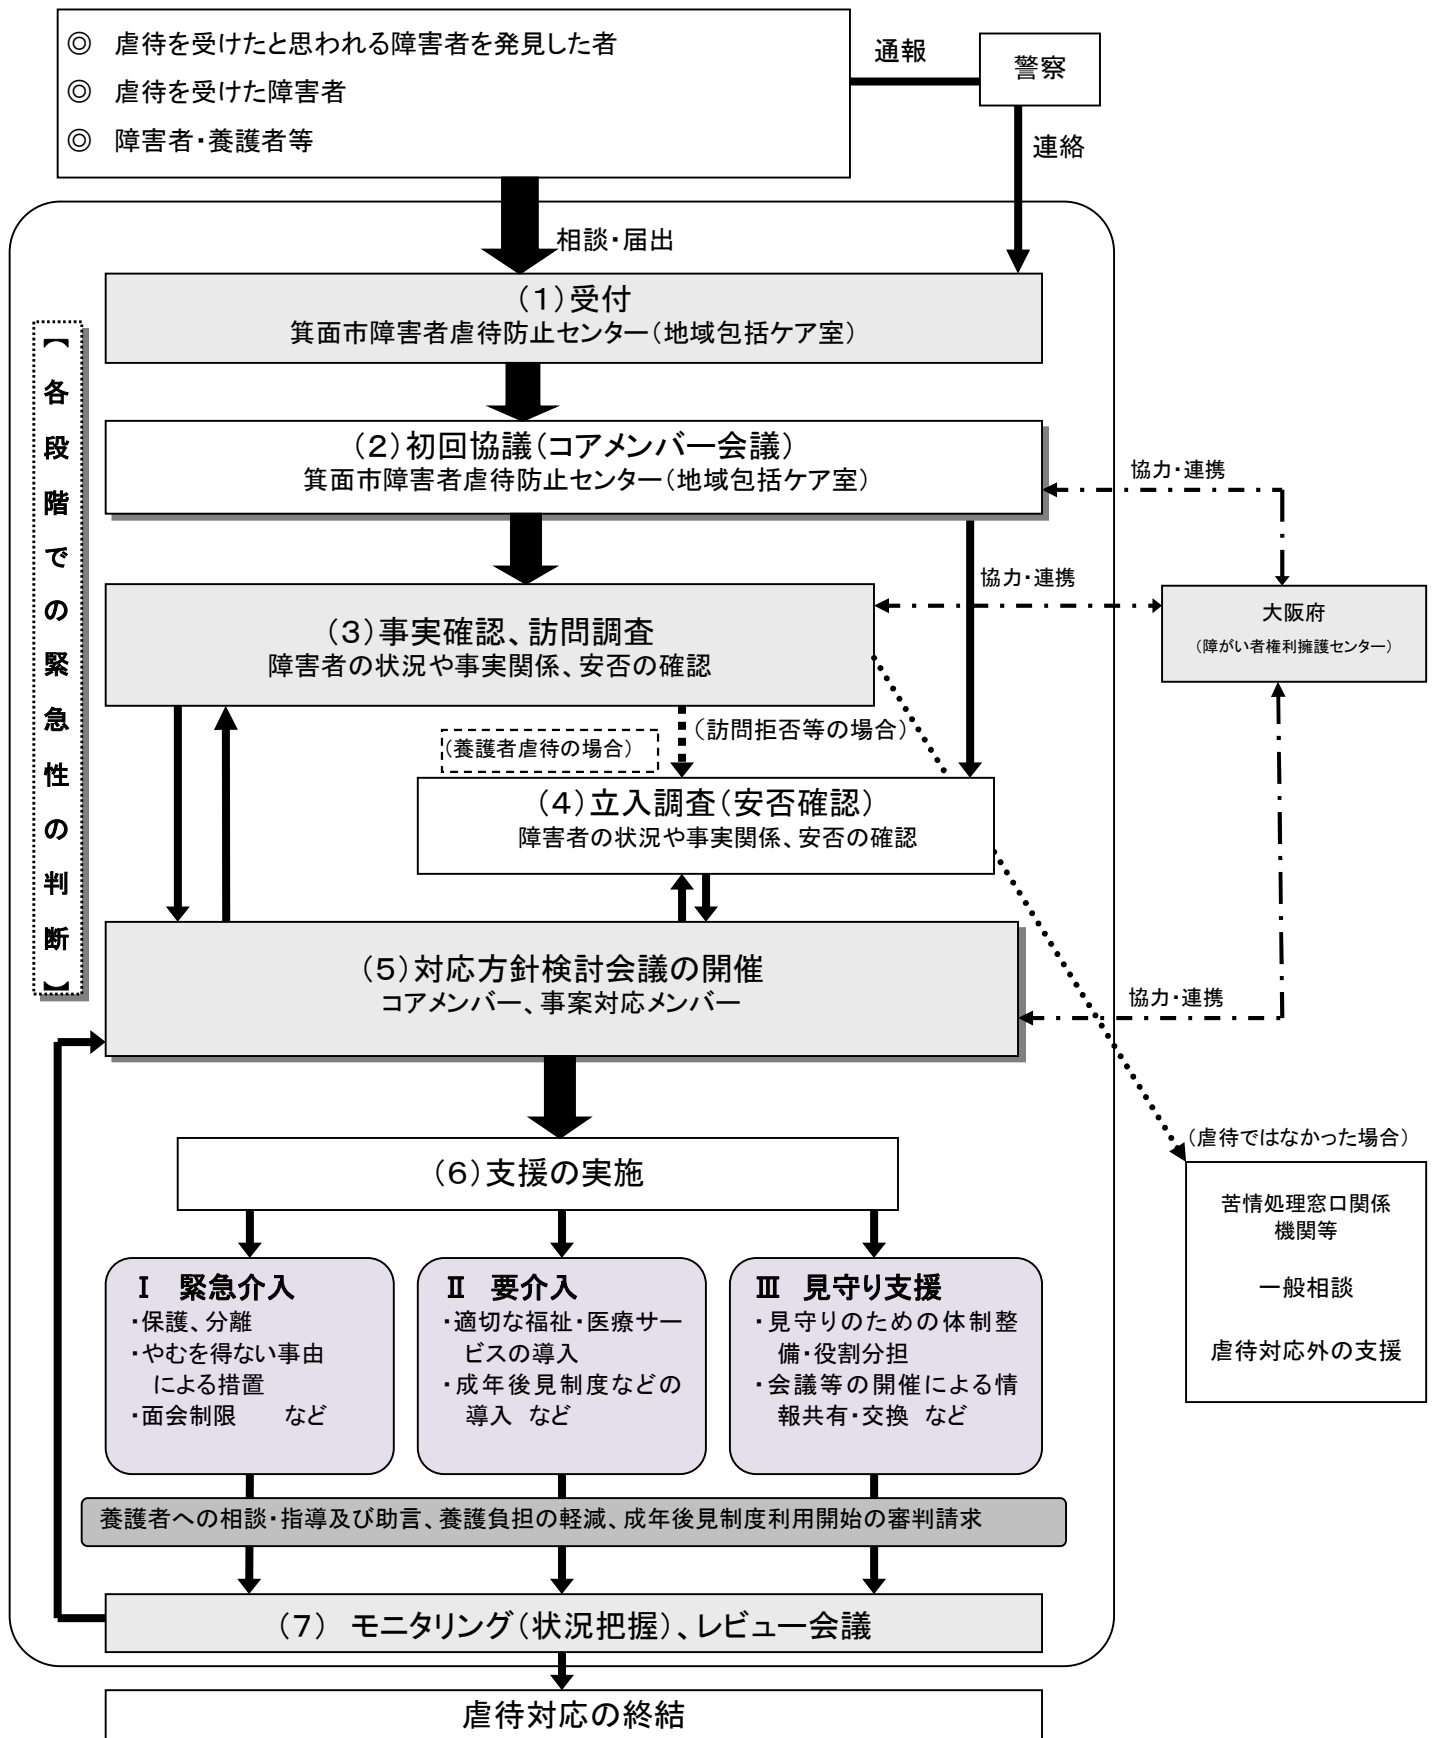 ◎ 虐待を受けたと思われる障害者を発見した者
◎ 虐待を受けた障害者
◎ 障害者・養護者等
通報
警察
連絡
相談・届出
(1)受付
箕面市障害者虐待防止センター(地域包括ケア室)
【各段階での緊急性の判断】
(2)初回協議(コアメンバー会議)
箕面市障害者虐待防止センター(地域包括ケア室)
協力・連携
(3)事実確認、訪問調査
障害者の状況や事実関係、安否の確認
協力・連携
大阪府
(障がい者権利擁護センター)
(養護者虐待の場合)
(訪問拒否等の場合)
(4)立入調査(安否確認)
障害者の状況や事実関係、安否の確認
(5)対応方針検討会議の開催
コアメンバー、事案対応メンバー
協力・連携
(虐待ではなかった場合)
苦情処理窓口関係
機関等
一般相談
虐待対応外の支援
(6)支援の実施
Ⅰ 緊急介入
・保護、分離
・やむを得ない事由
による措置
・面会制限 など
Ⅱ 要介入
・適切な福祉・医療サー
ビスの導入
・成年後見制度などの
導入 など
Ⅲ 見守り支援
・見守りのための体制整
備・役割分担
・会議等の開催による情
報共有・交換 など
養護者への相談・指導及び助言、養護負担の軽減、成年後見制度利用開始の審判請求
(7) モニタリング(状況把握)、レビュー会議
虐待対応の終結